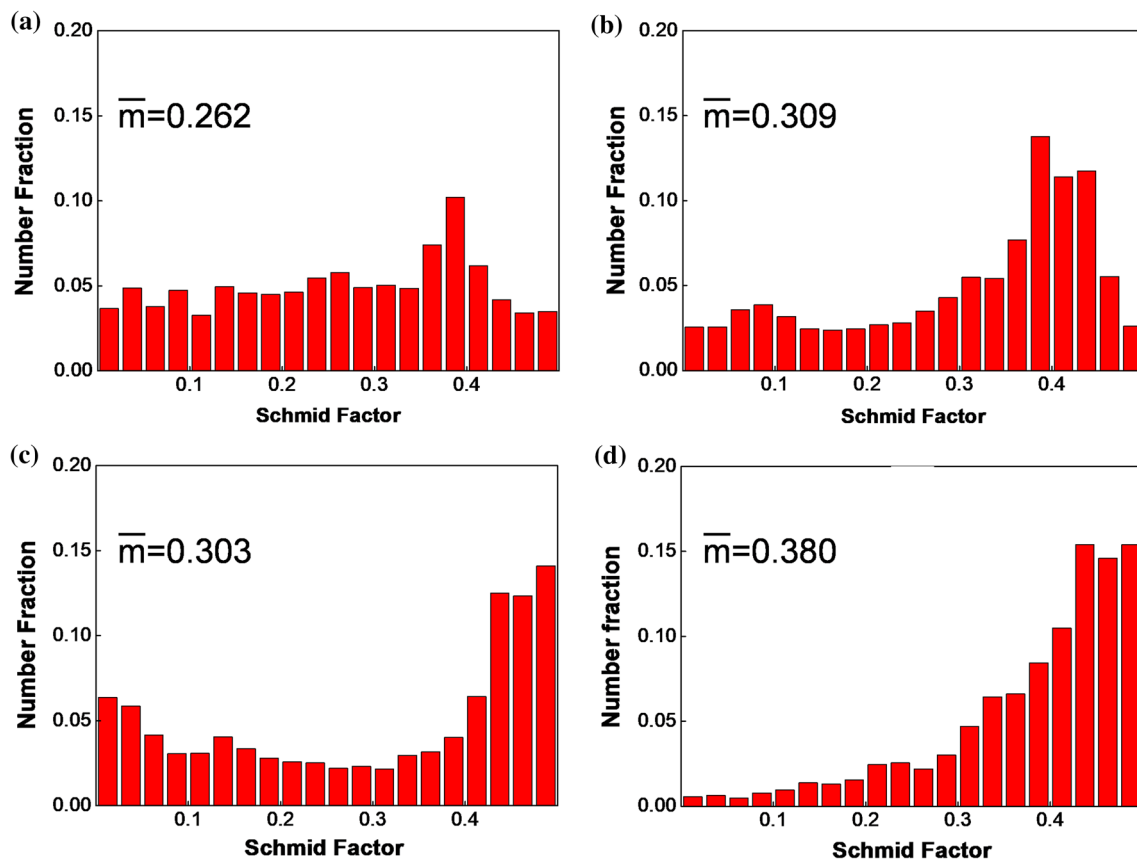 (a)
0.20
0.15
0.10
0.05
0.00
Number Fraction
m̅=0.262
0.1 0.2 0.3 0.4
Schmid Factor
(b)
0.20
0.15
0.10
0.05
0.00
Number Fraction
m̅=0.309
0.1 0.2 0.3 0.4
Schmid Factor
(c)
0.20
0.15
0.10
0.05
0.00
Number Fraction
m̅=0.303
0.1 0.2 0.3 0.4
Schmid Factor
(d)
0.20
0.15
0.10
0.05
0.00
Number fraction
m̅=0.380
0.1 0.2 0.3 0.4
Schmid Factor